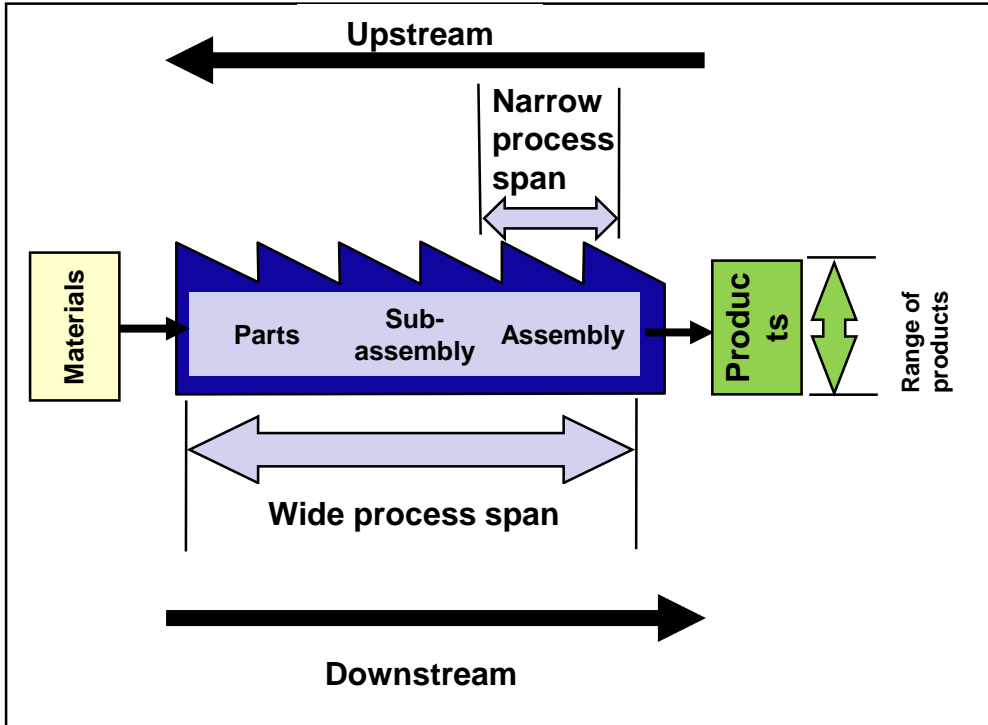 Upstream
Narrow
process
span
Materials
Parts
Sub-
assembly
Assembly
Produc
ts
Range of
products
Wide process span
Downstream